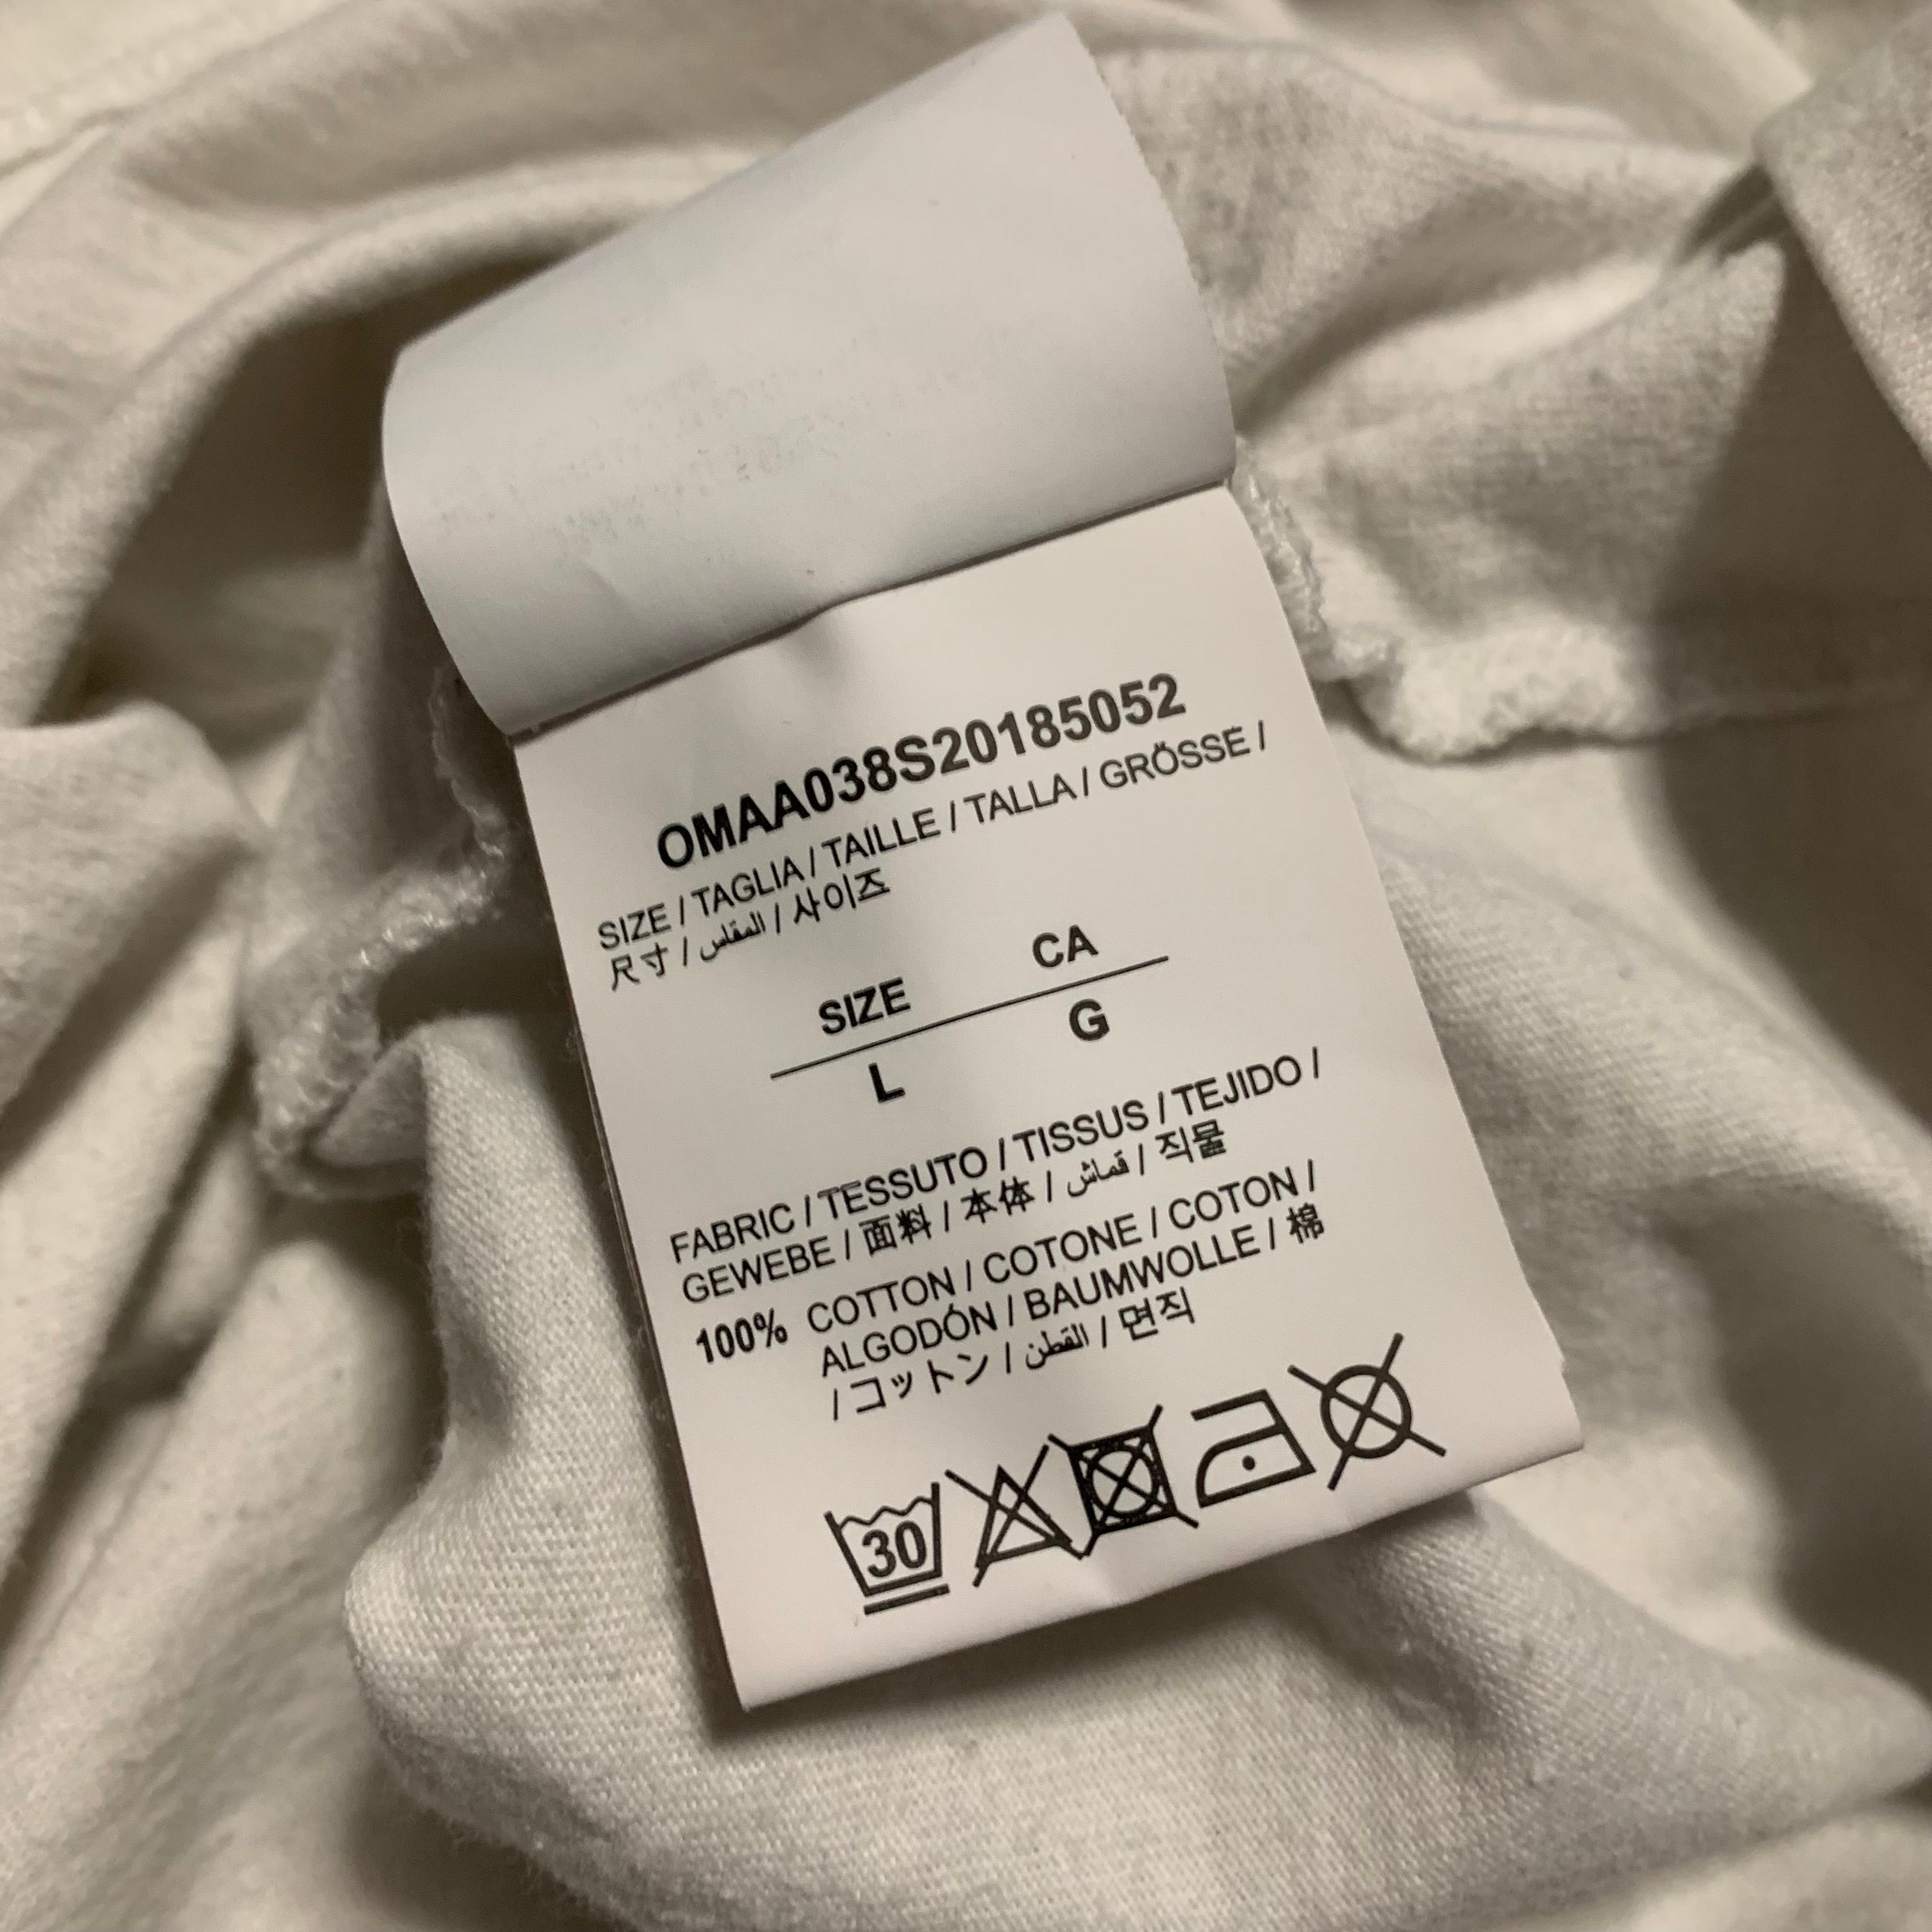 OMAA038S20185052
SIZE / TAGLIA / TAILLE / TALLA / GRÖSSE /
尺寸 / المقاس / 사이즈
SIZE CA
L G
FABRIC / TESSUTO / TISSUS / TEJIDO /
GEWEBE / 面料 / 本体 / قماش / 직물
100% COTTON / COTONE / COTON /
ALGODÓN / BAUMWOLLE / 棉
/ コットン / القطن / 면직
30